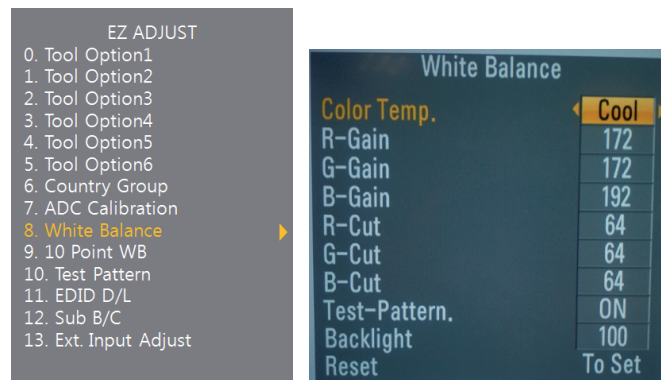 EZ ADJUST
0. Tool Option1
1. Tool Option2
2. Tool Option3
3. Tool Option4
4. Tool Option5
5. Tool Option6
6. Country Group
7. ADC Calibration
8. White Balance
9. 10 Point WB
10. Test Pattern
11. EDID D/L
12. Sub B/C
13. Ext. Input Adjust
White Balance
Color Temp. Cool
R-Gain 172
G-Gain 172
B-Gain 192
R-Cut 64
G-Cut 64
B-Cut 64
Test-Pattern. ON
Backlight 100
Reset To Set